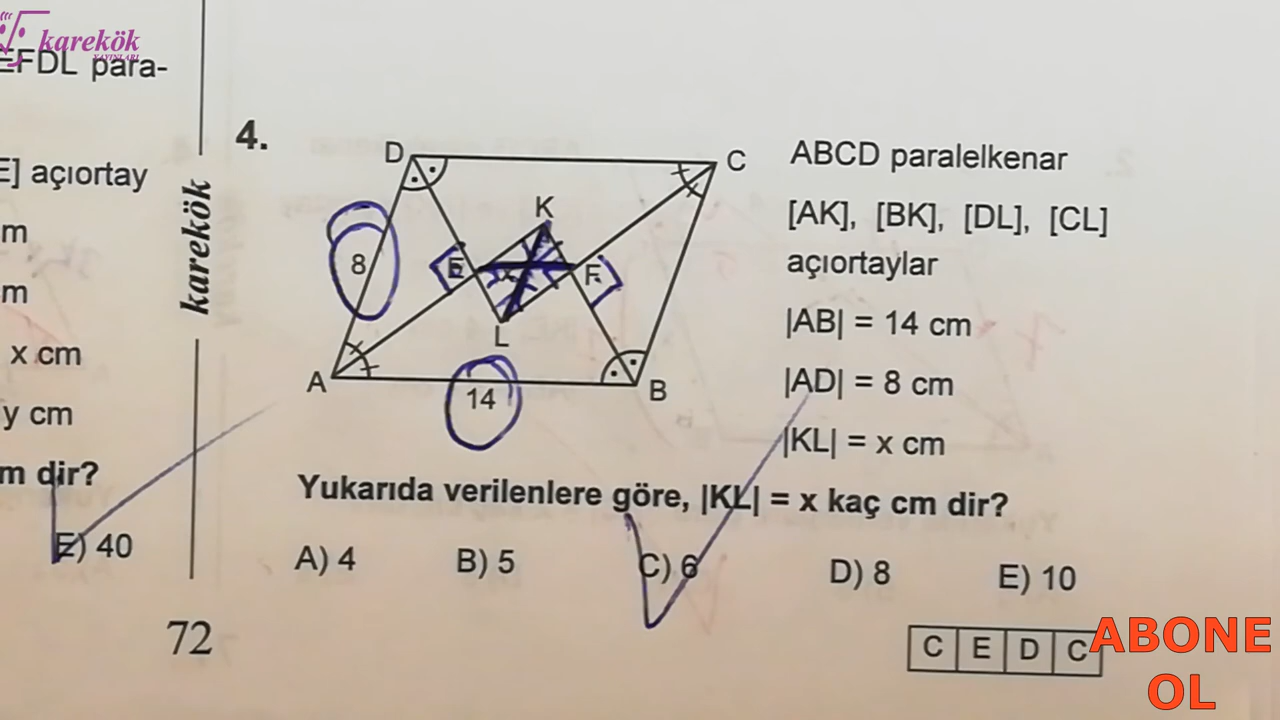 karekök
YAYINLARI
EFDL para-
E] açıortay
m
m
x cm
y cm
m dir?
E) 40
72
karekök
4.
D
C
K
8
E
x
F
L
A
B
14
ABCD paralelkenar
[AK], [BK], [DL], [CL]
açıortaylar
|AB| = 14 cm
|AD| = 8 cm
|KL| = x cm
Yukarıda verilenlere göre, |KL| = x kaç cm dir?
A) 4 B) 5 C) 6 D) 8 E) 10
C E D C
ABONE
OL